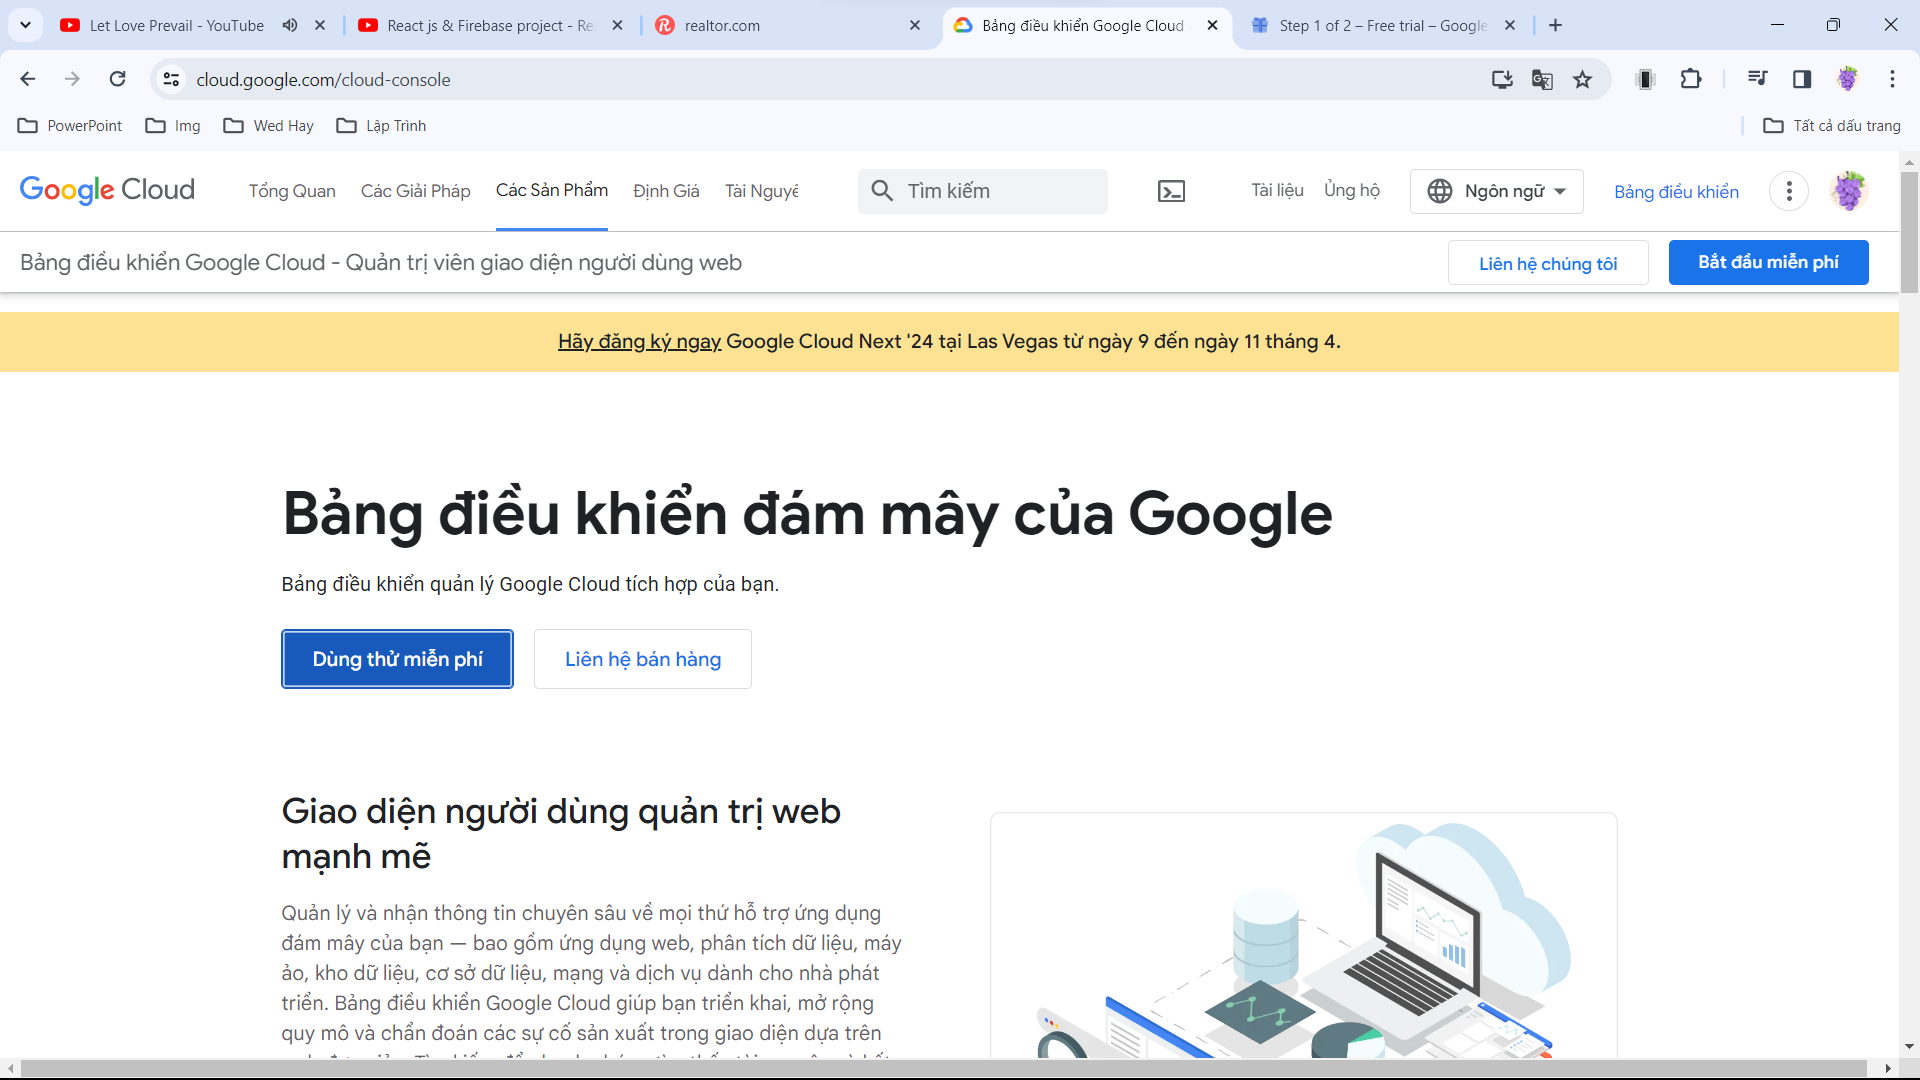 Let Love Prevail - YouTube
React js & Firebase project - Re
realtor.com
Bảng điều khiển Google Cloud
Step 1 of 2 – Free trial – Google
cloud.google.com/cloud-console
PowerPoint
Img
Wed Hay
Lập Trình
Tất cả dấu trang
Google Cloud
Tổng Quan
Các Giải Pháp
Các Sản Phẩm
Định Giá
Tài Nguyê
Tìm kiếm
Tài liệu
Ủng hộ
Ngôn ngữ
Bảng điều khiển
Bảng điều khiển Google Cloud - Quản trị viên giao diện người dùng web
Liên hệ chúng tôi
Bắt đầu miễn phí
Hãy đăng ký ngay Google Cloud Next '24 tại Las Vegas từ ngày 9 đến ngày 11 tháng 4.
Bảng điều khiển đám mây của Google
Bảng điều khiển quản lý Google Cloud tích hợp của bạn.
Dùng thử miễn phí
Liên hệ bán hàng
Giao diện người dùng quản trị web
mạnh mẽ
Quản lý và nhận thông tin chuyên sâu về mọi thứ hỗ trợ ứng dụng
đám mây của bạn — bao gồm ứng dụng web, phân tích dữ liệu, máy
ảo, kho dữ liệu, cơ sở dữ liệu, mạng và dịch vụ dành cho nhà phát
triển. Bảng điều khiển Google Cloud giúp bạn triển khai, mở rộng
quy mô và chẩn đoán các sự cố sản xuất trong giao diện dựa trên